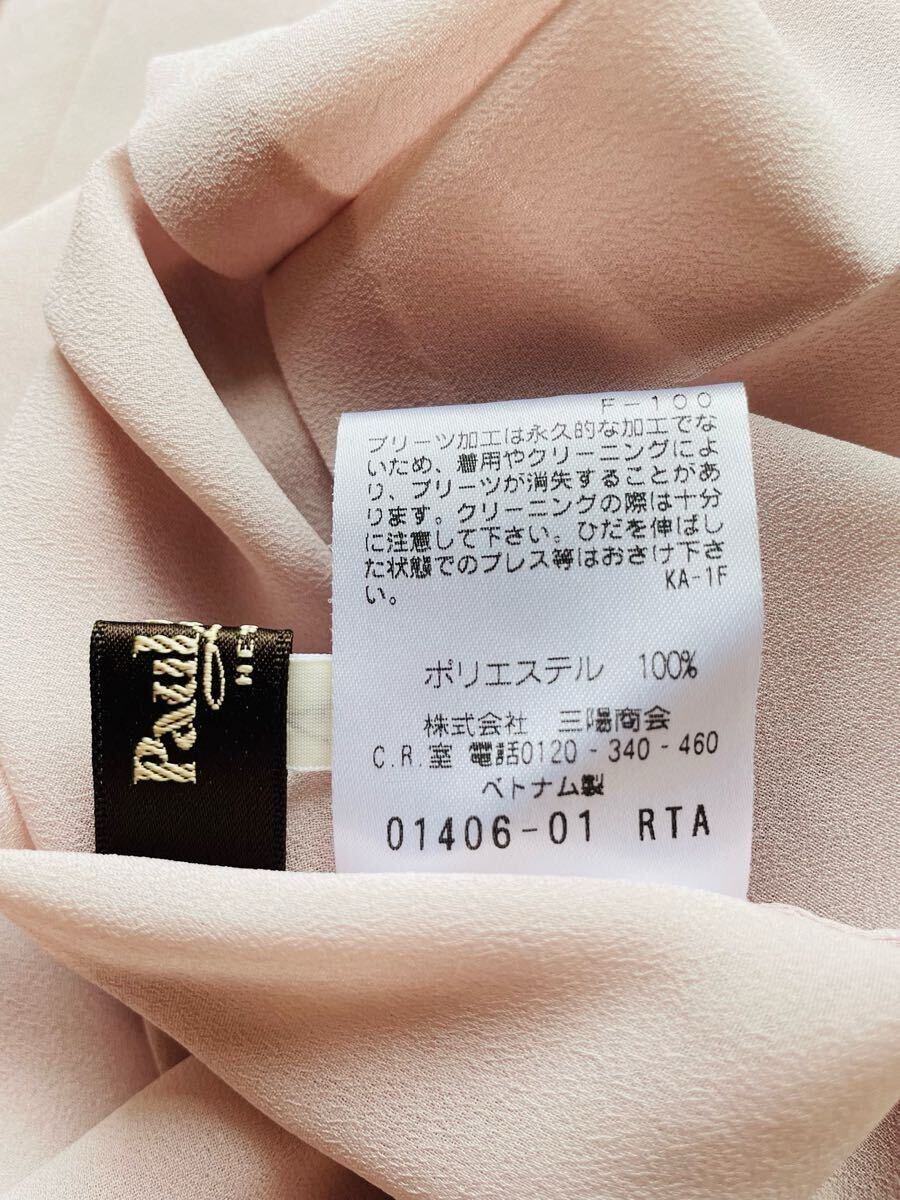 F-100
プリーツ加工は永久的な加工でな
いため、着用やクリーニングによ
り、プリーツが消失することがあ
ります。クリーニングの際は十分
に注意して下さい。ひだを伸ばし
た状態でのプレス等はおさけ下さ
い。
KA-1F
ポリエステル 100%
株式会社 三陽商会
C.R.室 電話0120-340-460
ベトナム製
01406-01 RTA
Paul